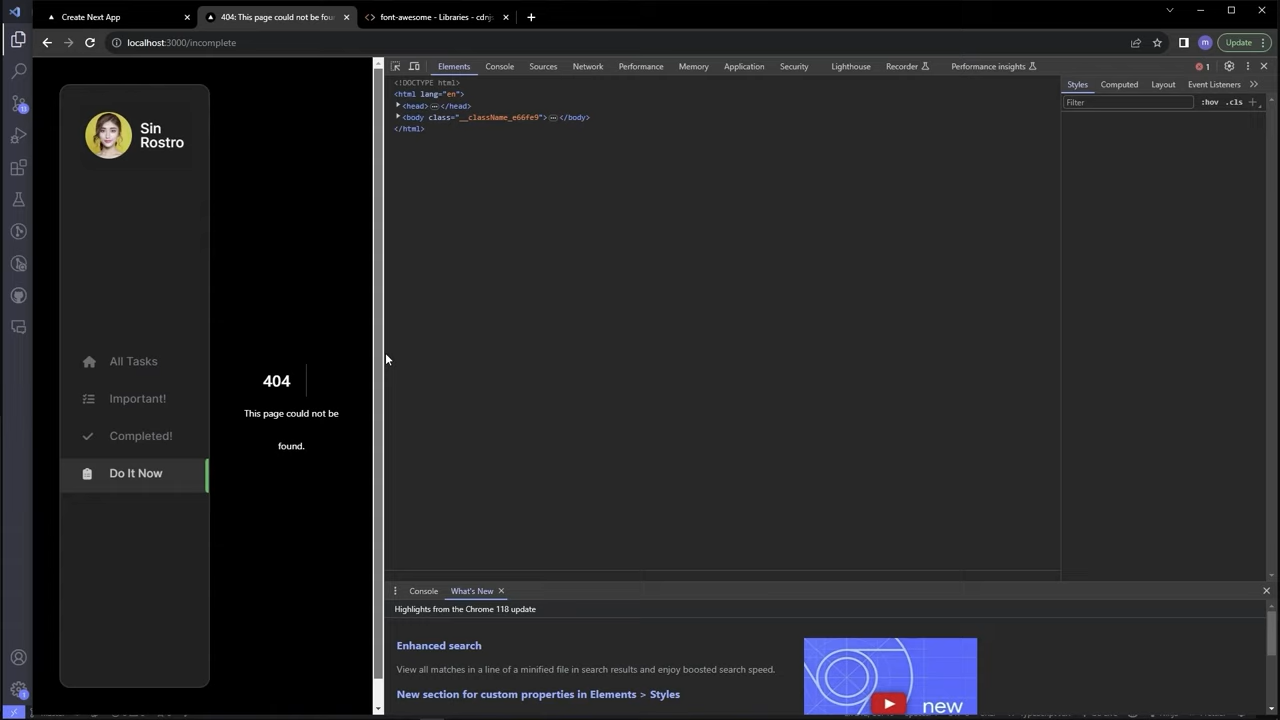 Create Next App
404: This page could not be fou
font-awesome - Libraries - cdnjs
localhost:3000/incomplete
m
Update
Elements
Console
Sources
Network
Performance
Memory
Application
Security
Lighthouse
Recorder
Performance insights
1
<!DOCTYPE html>
<html lang="en">
<head> … </head>
<body class="__className_e66fe9"> … </body>
</html>
Styles
Computed
Layout
Event Listeners
Filter
:hov
.cls
Sin
Rostro
All Tasks
Important!
Completed!
Do It Now
404
This page could not be
found.
Console
What's New
Highlights from the Chrome 118 update
Enhanced search
View all matches in a line of a minified file in search results and enjoy boosted search speed.
New section for custom properties in Elements > Styles
new